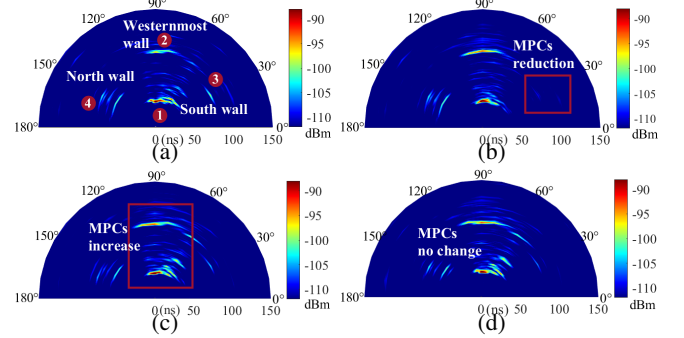 90°
120° 60°
150° 30°
180° 0°
Westernmost
wall
2
North wall
3
4
South wall
1
0 (ns) 50 100 150
-90
-95
-100
-105
-110
dBm
(a)
90°
120° 60°
150° 30°
180° 0°
MPCs
reduction
0(ns) 50 100 150
-90
-95
-100
-105
-110
dBm
(b)
90°
120° 60°
150° 30°
180° 0°
MPCs
increase
0(ns) 50 100 150
-90
-95
-100
-105
-110
dBm
(c)
90°
120° 60°
150° 30°
180° 0°
MPCs
no change
0(ns) 50 100 150
-90
-95
-100
-105
-110
dBm
(d)